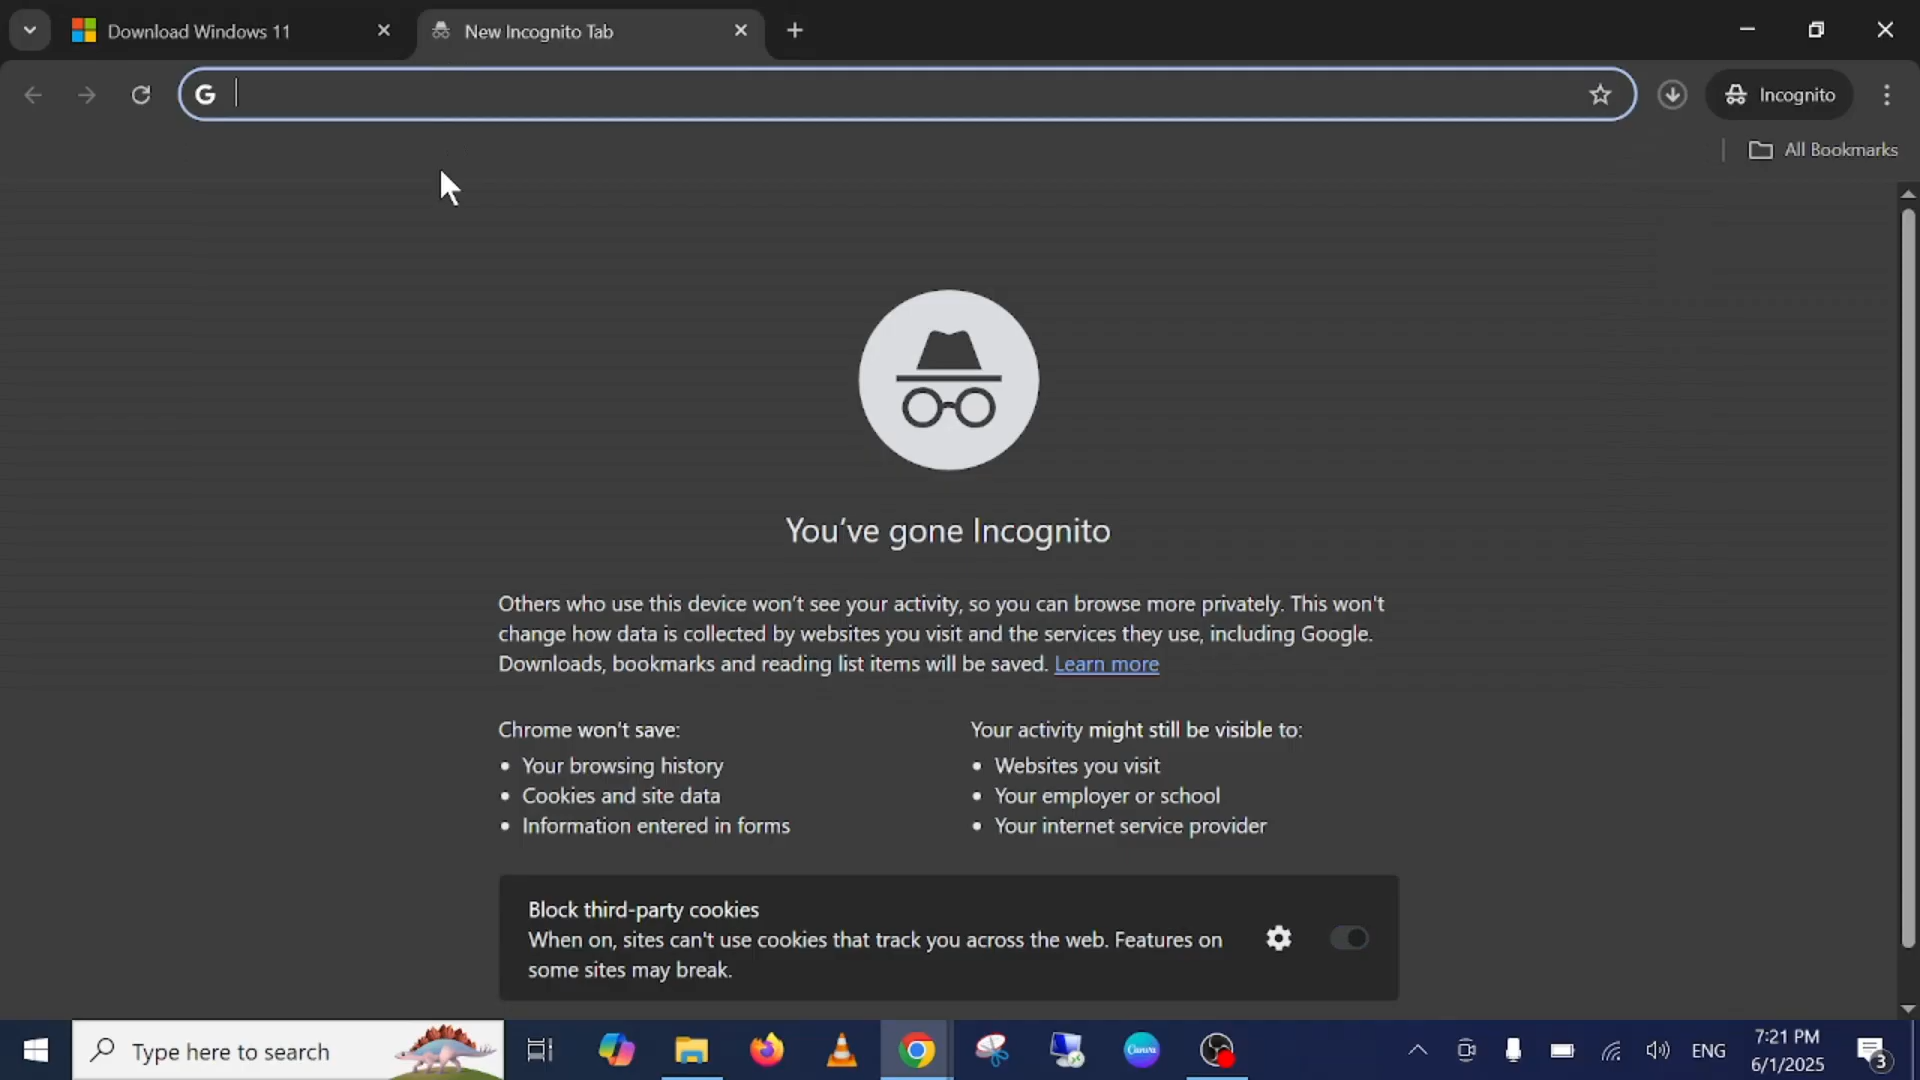 Download Windows 11
New Incognito Tab
G
Incognito
All Bookmarks
You've gone Incognito
Others who use this device won't see your activity, so you can browse more privately. This won't
change how data is collected by websites you visit and the services they use, including Google.
Downloads, bookmarks and reading list items will be saved. Learn more
Chrome won't save:
• Your browsing history
• Cookies and site data
• Information entered in forms
Your activity might still be visible to:
• Websites you visit
• Your employer or school
• Your internet service provider
Block third-party cookies
When on, sites can't use cookies that track you across the web. Features on
some sites may break.
Type here to search
Canva
ENG
7:21 PM
6/1/2025
3